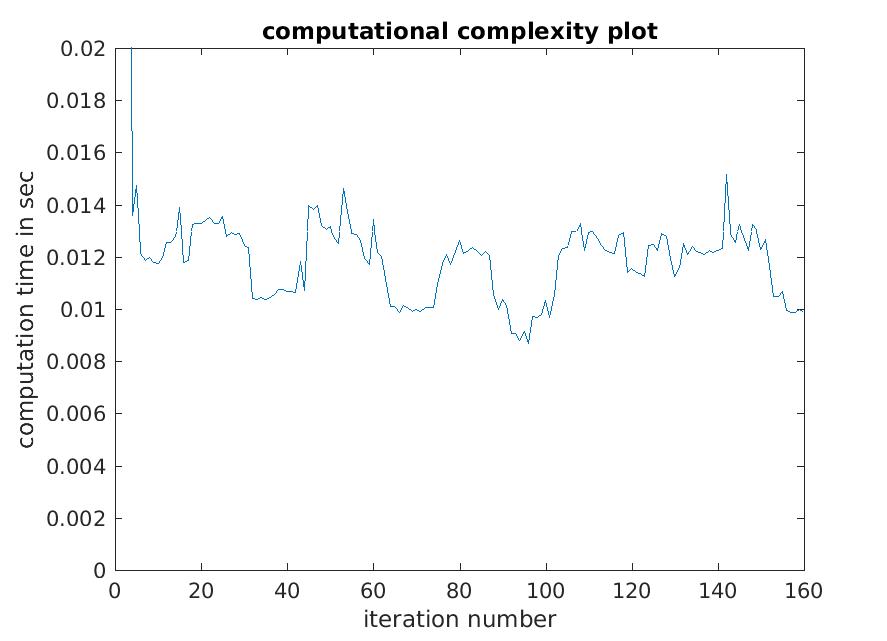 computational complexity plot
0.02
0.018
0.016
0.014
0.012
0.01
0.008
0.006
0.004
0.002
0
computation time in sec
0 20 40 60 80 100 120 140 160
iteration number